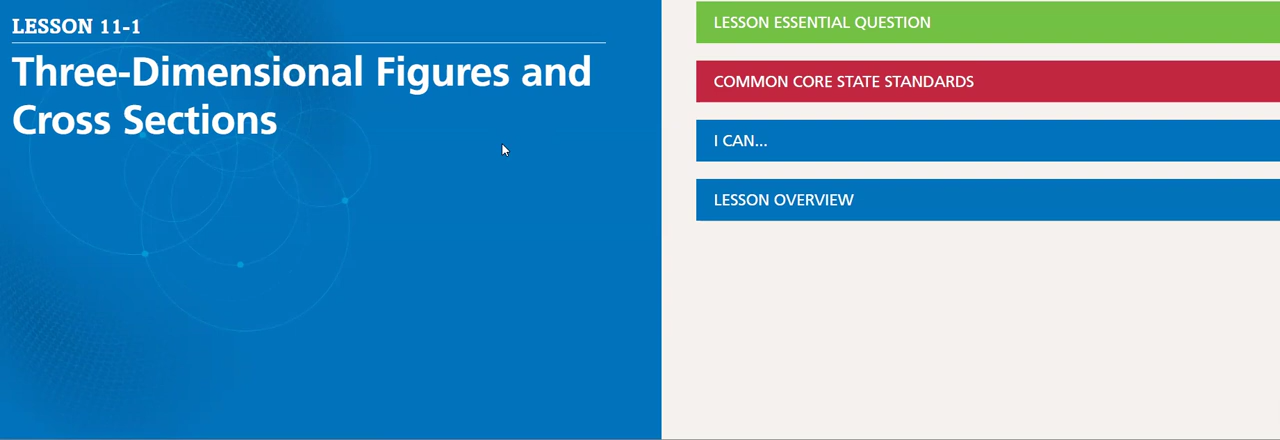 LESSON 11-1
Three-Dimensional Figures and
Cross Sections
LESSON ESSENTIAL QUESTION
COMMON CORE STATE STANDARDS
I CAN...
LESSON OVERVIEW